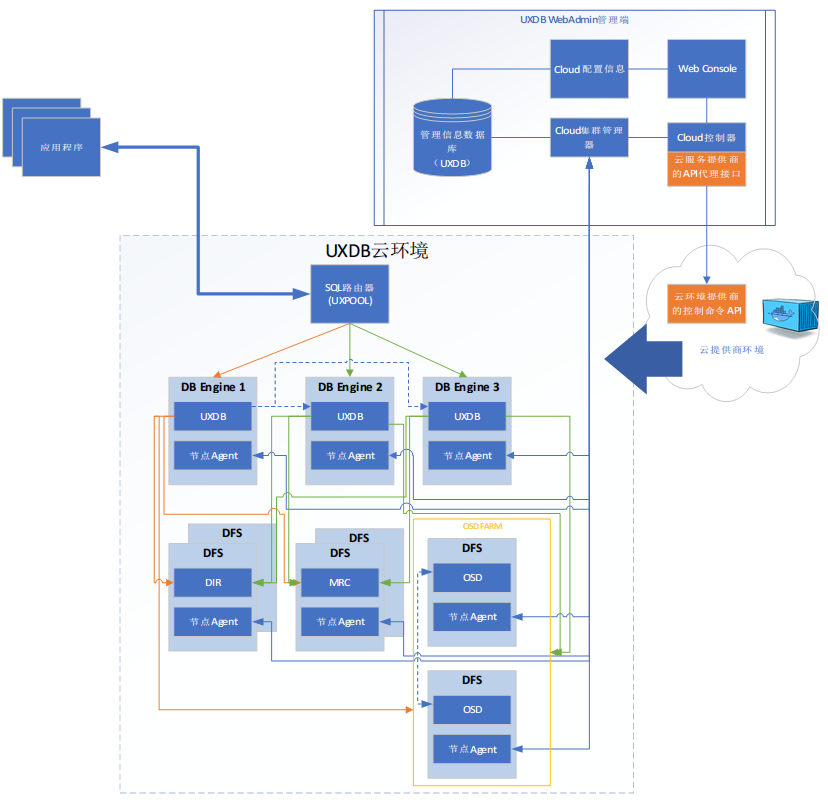 UXDB WebAdmin管理端
Cloud 配置信息
Web Console
管理信息数据
库
（UXDB）
Cloud集群管理
器
Cloud控制器
云服务提供商
的API代理接口
应用程序
UXDB云环境
SQL路由器
(UXPOOL)
云环境提供商
的控制命令API
云提供商环境
DB Engine 1
DB Engine 2
DB Engine 3
UXDB
UXDB
UXDB
节点Agent
节点Agent
节点Agent
OSD FARM
DFS
DFS
DFS
DFS
DFS
DIR
MRC
OSD
节点Agent
节点Agent
节点Agent
DFS
OSD
节点Agent